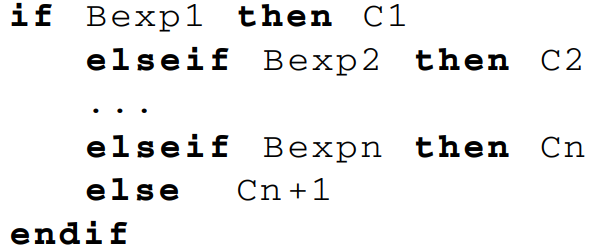 if Bexp1 then C1
elseif Bexp2 then C2
...
elseif Bexpn then Cn
else Cn+1
endif